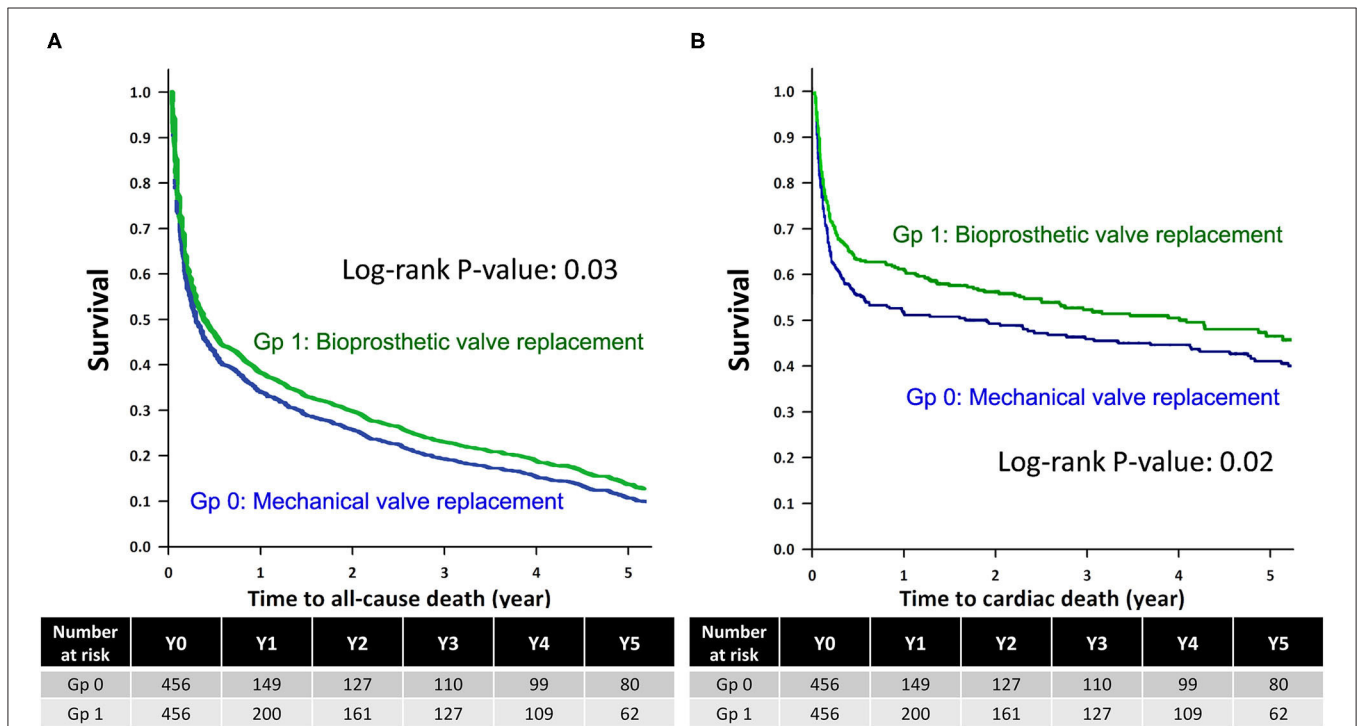 A
1.0
0.9
0.8
0.7
0.6
0.5
0.4
0.3
0.2
0.1
0.0
Survival
Log-rank P-value: 0.03
Gp 1: Bioprosthetic valve replacement
Gp 0: Mechanical valve replacement
0 1 2 3 4 5
Time to all-cause death (year)
Number at risk Y0 Y1 Y2 Y3 Y4 Y5
Gp 0 456 149 127 110 99 80
Gp 1 456 200 161 127 109 62
B
1.0
0.9
0.8
0.7
0.6
0.5
0.4
0.3
0.2
0.1
0.0
Survival
Gp 1: Bioprosthetic valve replacement
Gp 0: Mechanical valve replacement
Log-rank P-value: 0.02
0 1 2 3 4 5
Time to cardiac death (year)
Number at risk Y0 Y1 Y2 Y3 Y4 Y5
Gp 0 456 149 127 110 99 80
Gp 1 456 200 161 127 109 62